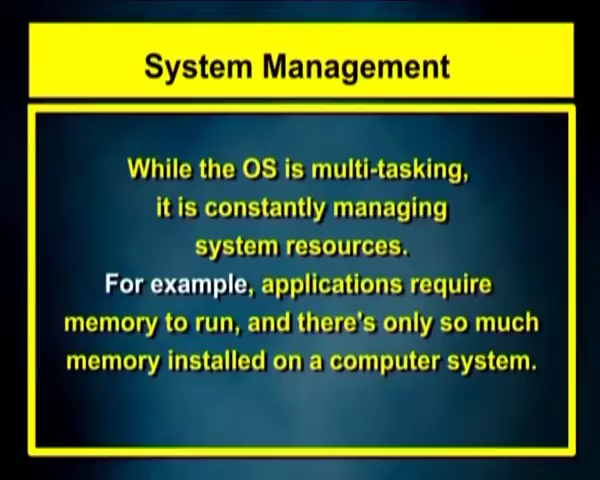 System Management
While the OS is multi-tasking,
it is constantly managing
system resources.
For example, applications require
memory to run, and there's only so much
memory installed on a computer system.